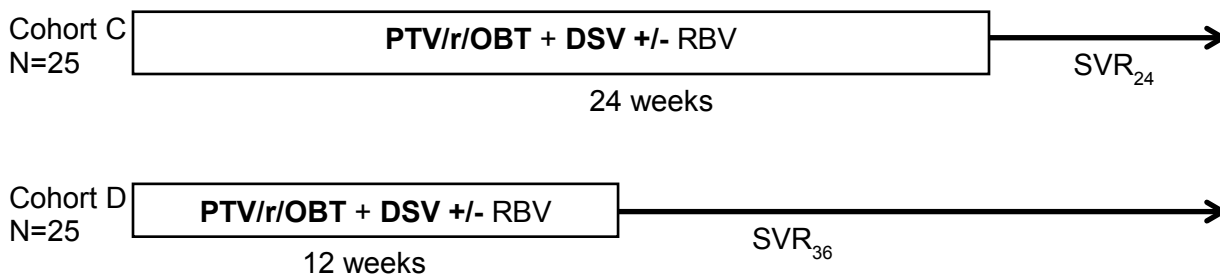 Cohort C
N=25
PTV/r/OBT + DSV +/- RBV
SVR24
24 weeks
Cohort D
N=25
PTV/r/OBT + DSV +/- RBV
SVR36
12 weeks